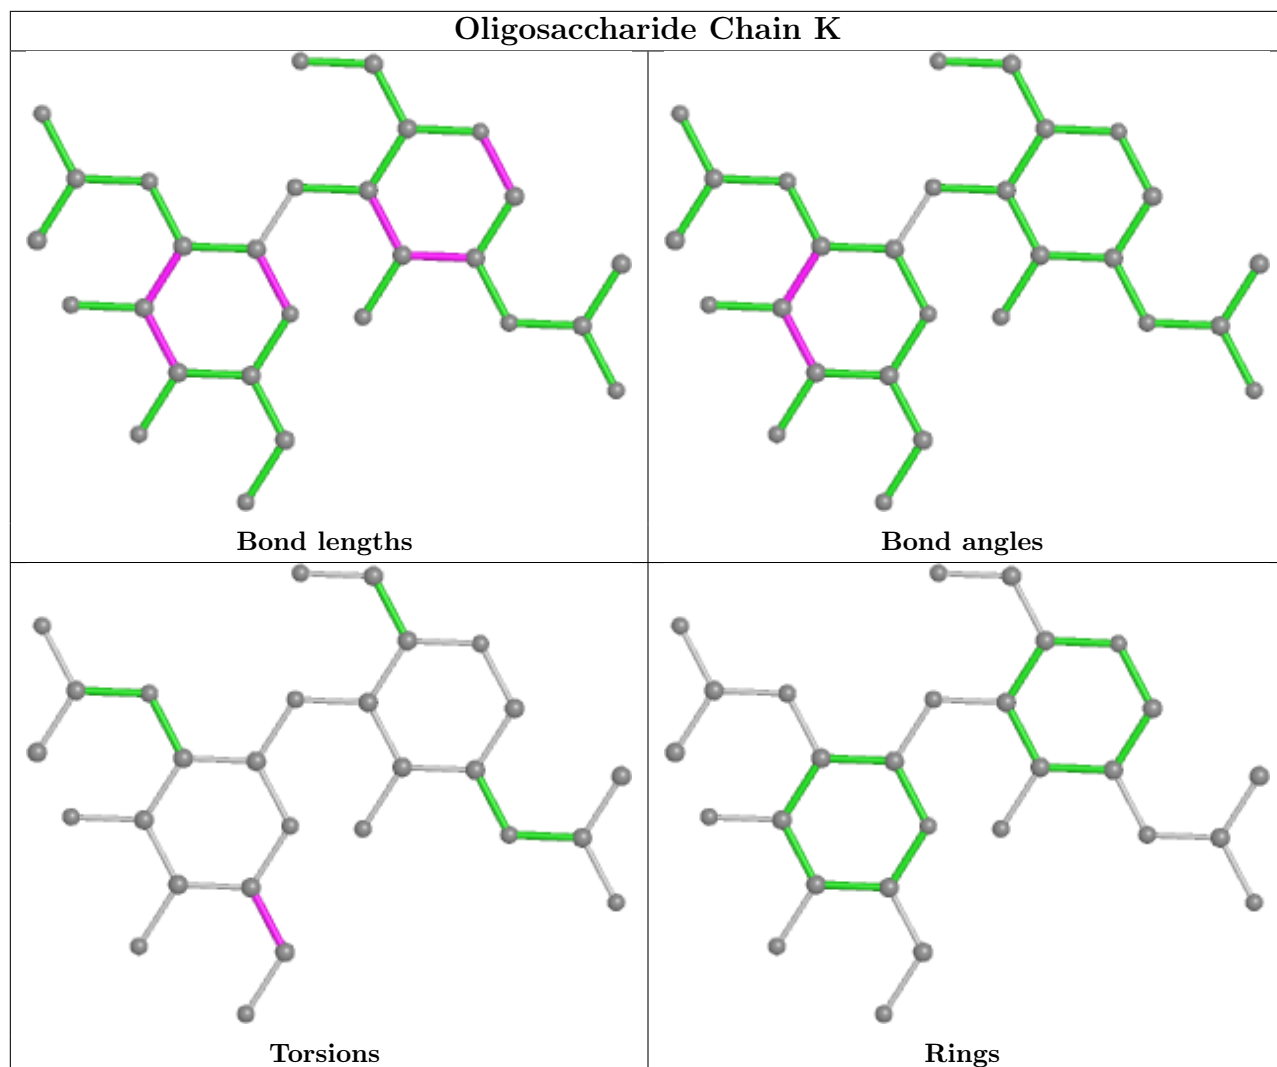 Oligosaccharide Chain K
Bond lengths
Bond angles
Torsions
Rings